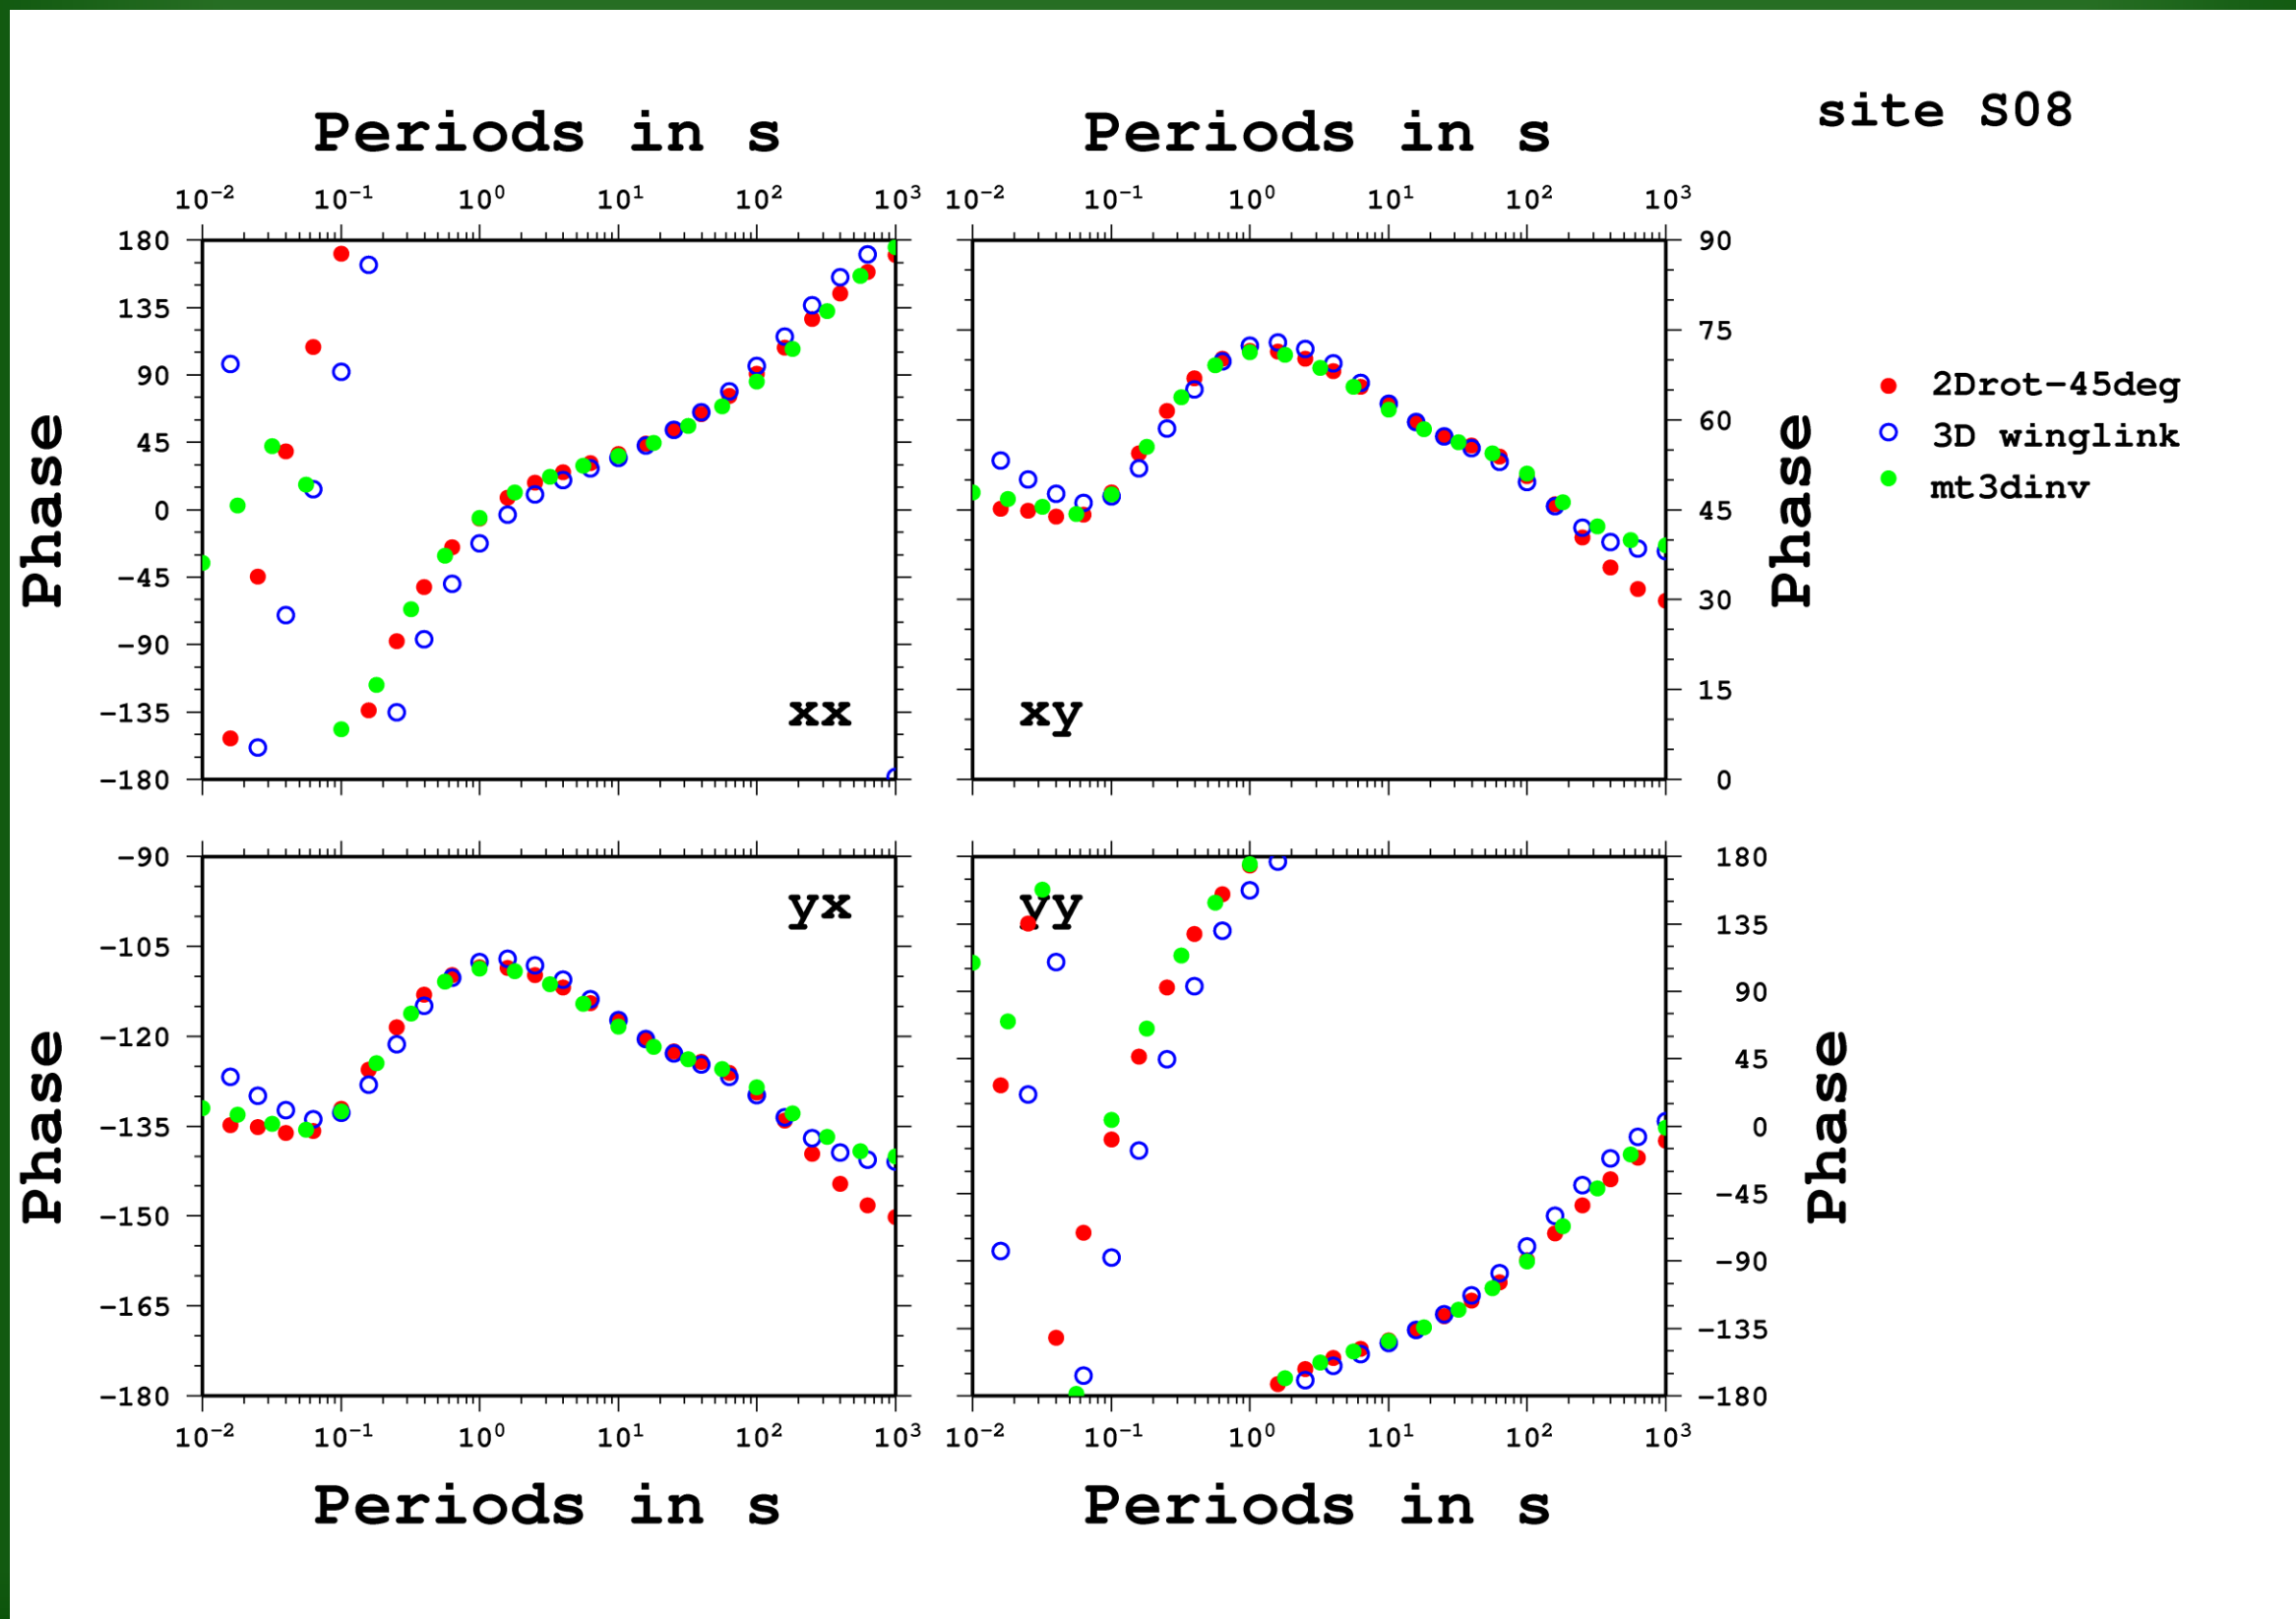 site S08
Periods in s Periods in s
10⁻² 10⁻¹ 10⁰ 10¹ 10² 10³ 10⁻² 10⁻¹ 10⁰ 10¹ 10² 10³
180 90
135 75
90 60
45
0 45
−45
−90 30
−135 15
−180 0
Phase
Phase
xx
xy
2Drot−45deg
3D winglink
mt3dinv
−90 180
−105 135
−120 90
45
−135 0
−150 −45
−165 −90
−135
−180 −180
Phase
Phase
yx
yy
10⁻² 10⁻¹ 10⁰ 10¹ 10² 10³ 10⁻² 10⁻¹ 10⁰ 10¹ 10² 10³
Periods in s Periods in s